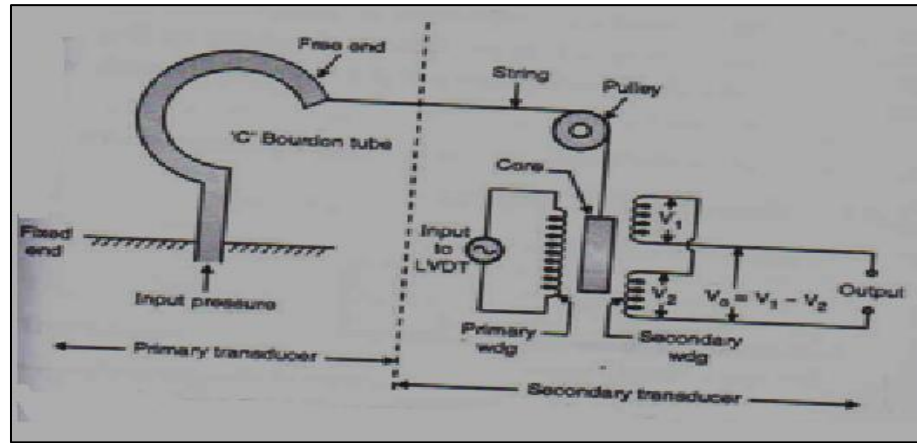 Free end
String
Pulley
'C' Bourdon tube
Core
Fixed
end
Input
to
LVDT
V₁
V₂
V₀ = V₁ − V₂
Output
Input pressure
Primary
wdg
Secondary
wdg
Primary transducer
Secondary transducer